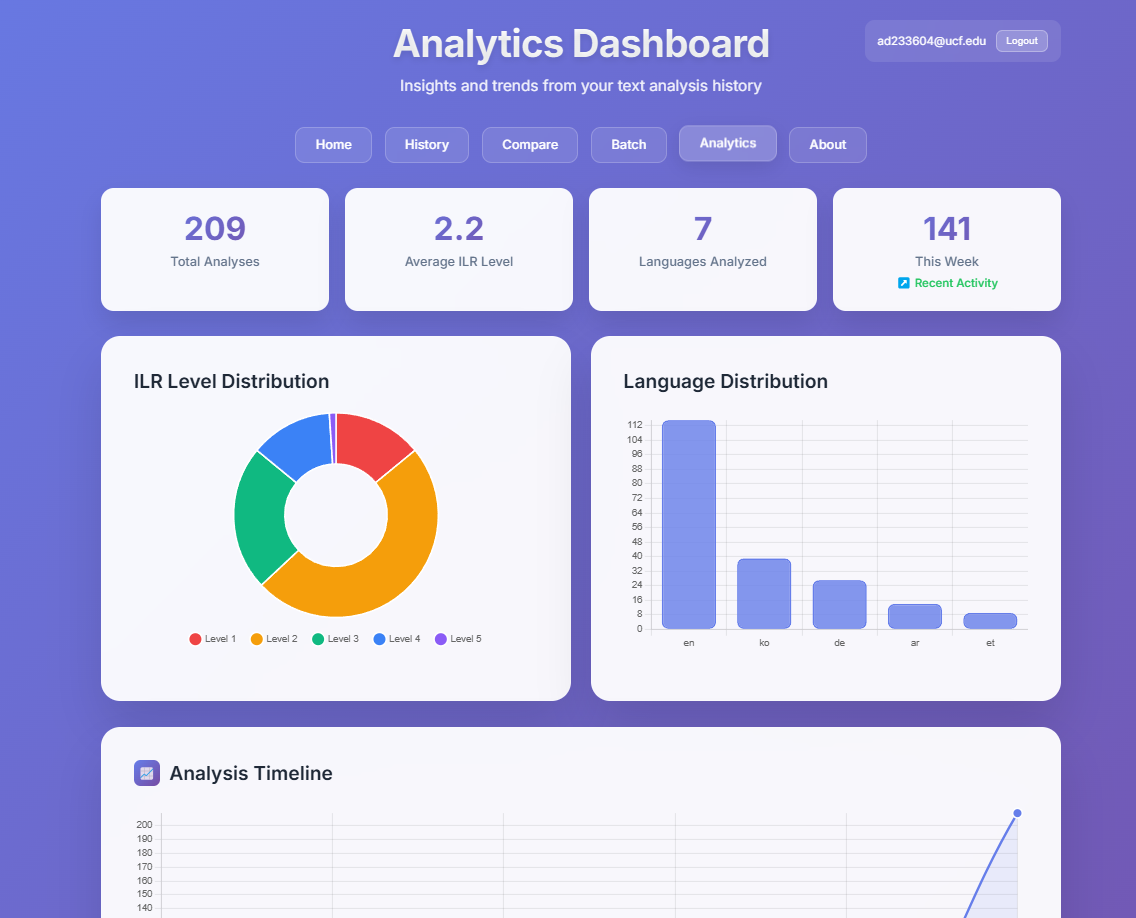 Analytics Dashboard
ad233604@ucf.edu
Logout
Insights and trends from your text analysis history
Home
History
Compare
Batch
Analytics
About
209
Total Analyses
2.2
Average ILR Level
7
Languages Analyzed
141
This Week
Recent Activity
ILR Level Distribution
Level 1
Level 2
Level 3
Level 4
Level 5
Language Distribution
112
104
96
88
80
72
64
56
48
40
32
24
16
8
0
en
ko
de
ar
et
Analysis Timeline
200
190
180
170
160
150
140